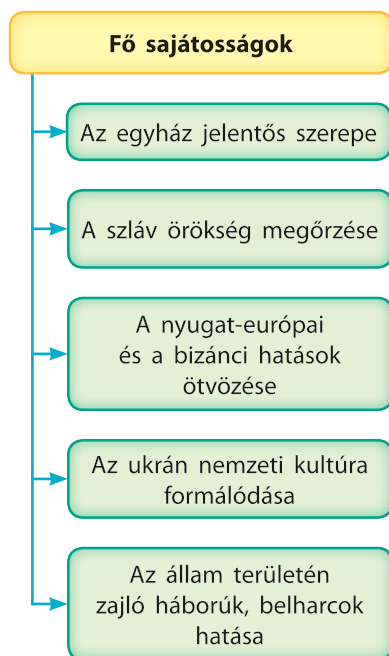 Fő sajátosságok
Az egyház jelentős szerepe
A szláv örökség megőrzése
A nyugat-európai
és a bizánci hatások
ötvözése
Az ukrán nemzeti kultúra
formálódása
Az állam területén
zajló háborúk, belharcok
hatása